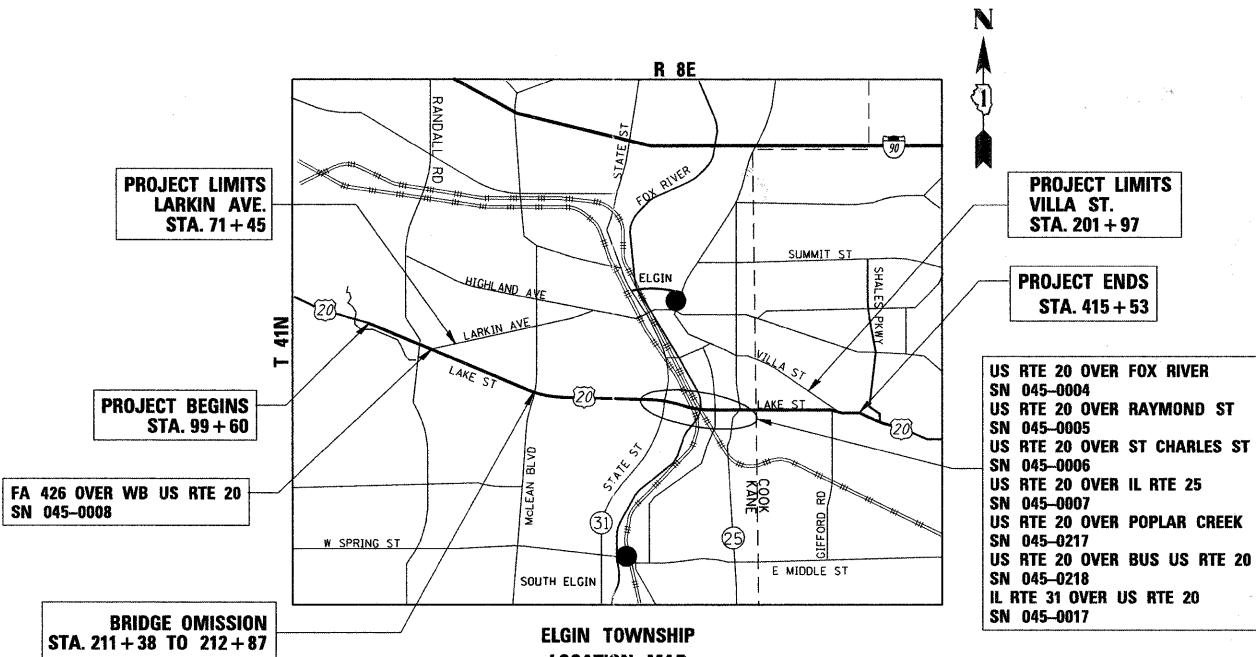 N
1
R 8E
T 41N
RANDALL RD
STATE ST
FOX RIVER
90
PROJECT LIMITS
LARKIN AVE.
STA. 71+45
PROJECT LIMITS
VILLA ST.
STA. 201+97
SUMMIT ST
ELGIN
SHALES PKWY
HIGHLAND AVE
PROJECT ENDS
STA. 415+53
20
LARKIN AVE
LAKE ST
VILLA ST
20
LAKE ST
20
PROJECT BEGINS
STA. 99+60
US RTE 20 OVER FOX RIVER
SN 045-0004
US RTE 20 OVER RAYMOND ST
SN 045-0005
US RTE 20 OVER ST CHARLES ST
SN 045-0006
US RTE 20 OVER IL RTE 25
SN 045-0007
US RTE 20 OVER POPLAR CREEK
SN 045-0217
US RTE 20 OVER BUS US RTE 20
SN 045-0218
IL RTE 31 OVER US RTE 20
SN 045-0017
FA 426 OVER WB US RTE 20
SN 045-0008
McLEAN BLVD
STATE ST
COOK
KANE
GIFFORD RD
31
25
W SPRING ST
SOUTH ELGIN
E MIDDLE ST
BRIDGE OMISSION
STA. 211+38 TO 212+87
ELGIN TOWNSHIP
LOCATION MAP